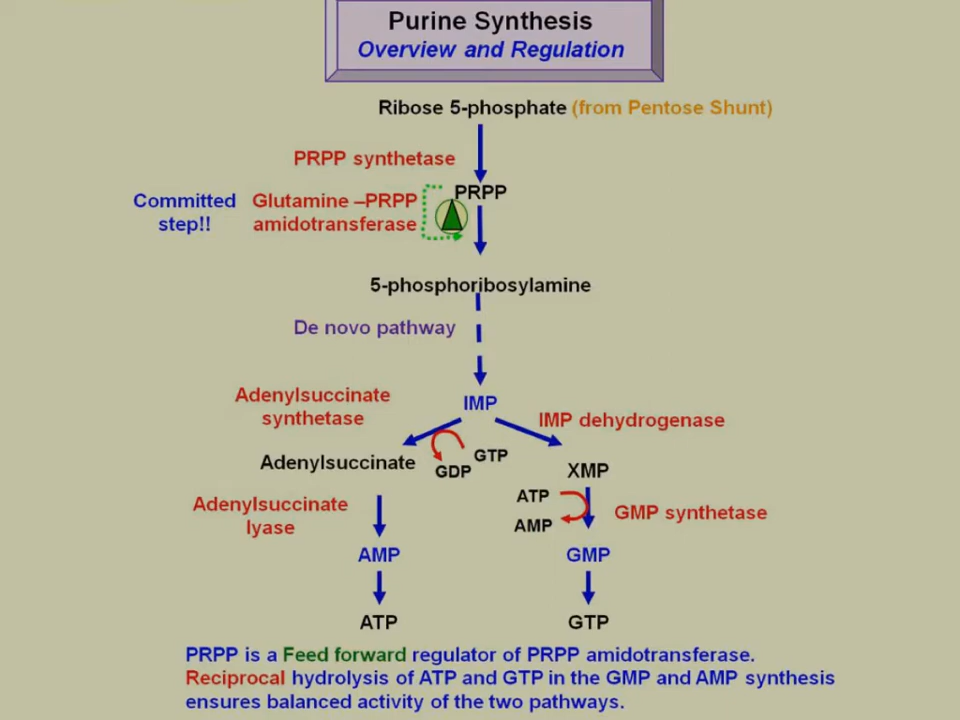 Purine Synthesis
Overview and Regulation
Ribose 5-phosphate (from Pentose Shunt)
PRPP synthetase
PRPP
Committed
step!!
Glutamine –PRPP
amidotransferase
5-phosphoribosylamine
De novo pathway
IMP
Adenylsuccinate
synthetase
IMP dehydrogenase
GTP
GDP
Adenylsuccinate
XMP
ATP
AMP
Adenylsuccinate
lyase
GMP synthetase
AMP
GMP
ATP
GTP
PRPP is a Feed forward regulator of PRPP amidotransferase.
Reciprocal hydrolysis of ATP and GTP in the GMP and AMP synthesis
ensures balanced activity of the two pathways.